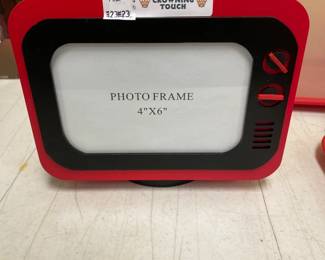 CROWNING
TOUCH
PHOTO FRAME
4"X6"